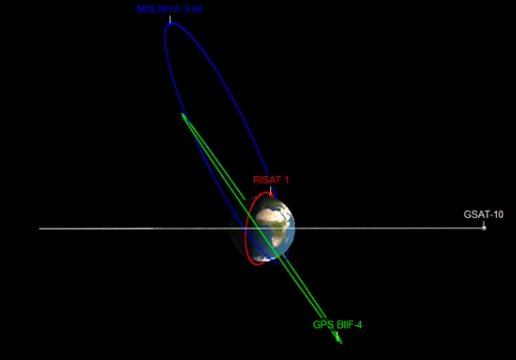 MOLNIYA 3-50
RISAT 1
GSAT-10
GPS BIIF-4